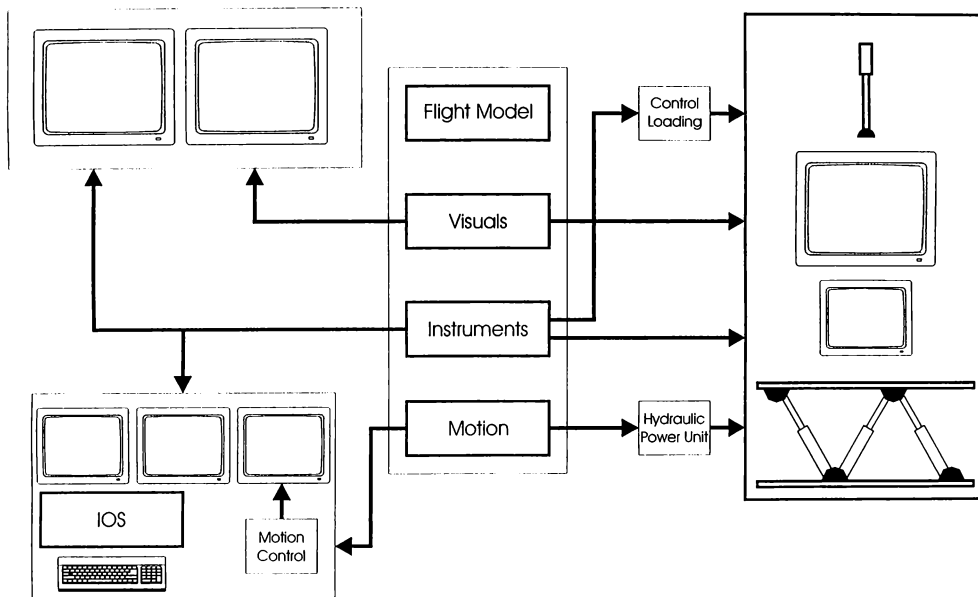 Flight Model
Control
Loading
Visuals
Instruments
Motion
Hydraulic
Power Unit
IOS
Motion
Control